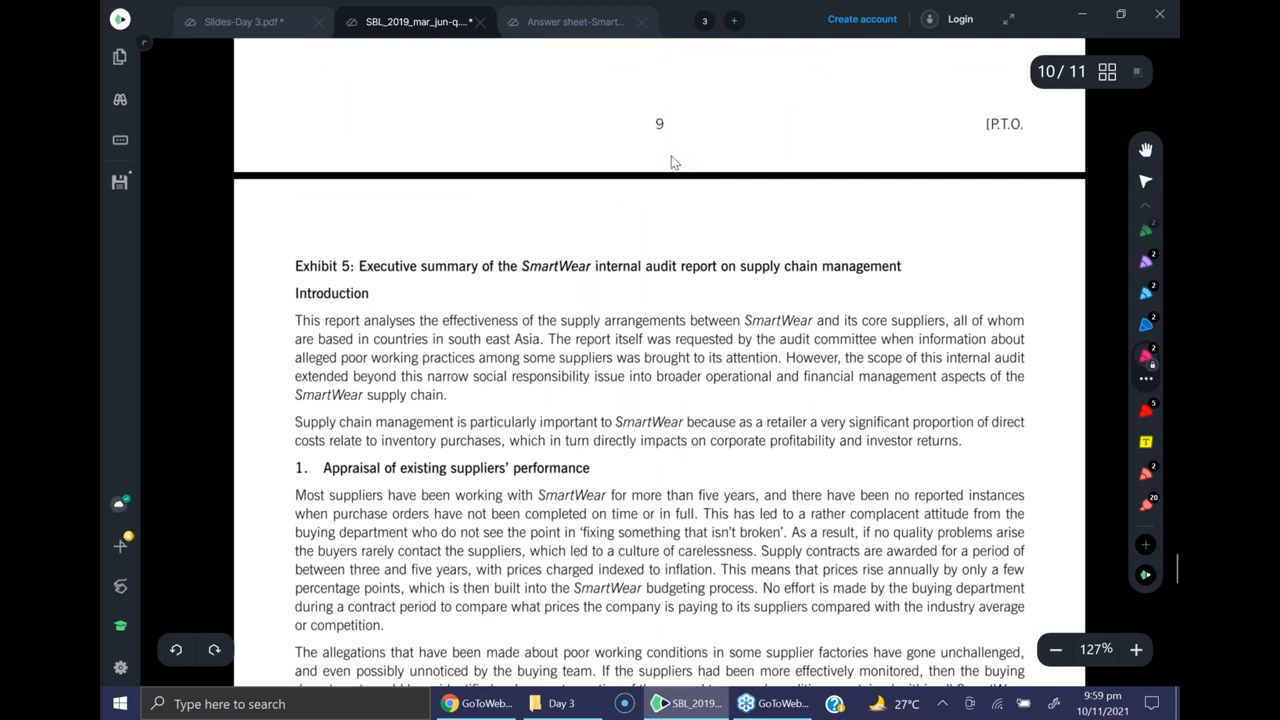 Slides-Day 3.pdf *
SBL_2019_mar_jun-q....*
Answer sheet-Smart...
3
Create account
Login
10/ 11
9
[P.T.O.
Exhibit 5: Executive summary of the SmartWear internal audit report on supply chain management
Introduction
This report analyses the effectiveness of the supply arrangements between SmartWear and its core suppliers, all of whom
are based in countries in south east Asia. The report itself was requested by the audit committee when information about
alleged poor working practices among some suppliers was brought to its attention. However, the scope of this internal audit
extended beyond this narrow social responsibility issue into broader operational and financial management aspects of the
SmartWear supply chain.
Supply chain management is particularly important to SmartWear because as a retailer a very significant proportion of direct
costs relate to inventory purchases, which in turn directly impacts on corporate profitability and investor returns.
1. Appraisal of existing suppliers' performance
Most suppliers have been working with SmartWear for more than five years, and there have been no reported instances
when purchase orders have not been completed on time or in full. This has led to a rather complacent attitude from the
buying department who do not see the point in 'fixing something that isn't broken'. As a result, if no quality problems arise
the buyers rarely contact the suppliers, which led to a culture of carelessness. Supply contracts are awarded for a period of
between three and five years, with prices charged indexed to inflation. This means that prices rise annually by only a few
percentage points, which is then built into the SmartWear budgeting process. No effort is made by the buying department
during a contract period to compare what prices the company is paying to its suppliers compared with the industry average
or competition.
The allegations that have been made about poor working conditions in some supplier factories have gone unchallenged,
and even possibly unnoticed by the buying team. If the suppliers had been more effectively monitored, then the buying
127%
2
2
2
2
2
5
T
2
20
Type here to search
GoToWeb...
Day 3
SBL_2019...
GoToWeb...
27°C
9:59 pm
10/11/2021